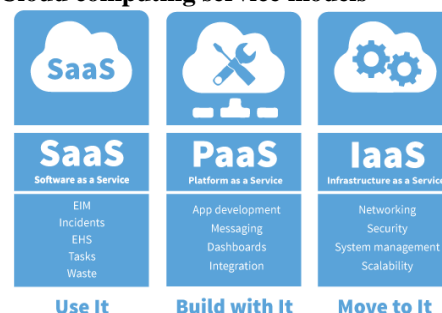 Cloud computing service models
SaaS
SaaS
Software as a Service
EIM
Incidents
EHS
Tasks
Waste
Use It
PaaS
Platform as a Service
App development
Messaging
Dashboards
Integration
Build with It
IaaS
Infrastructure as a Service
Networking
Security
System management
Scalability
Move to It